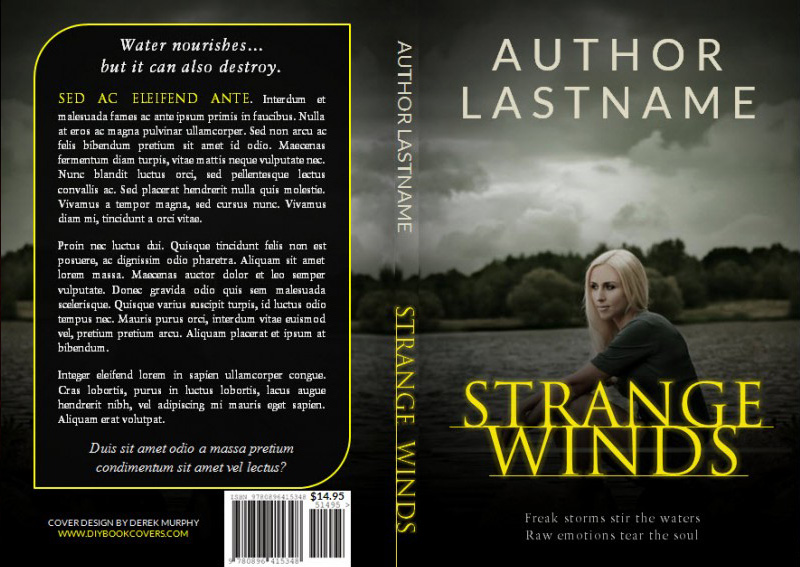 Water nourishes...
but it can also destroy.
SED AC ELEIFEND ANTE. Interdum et
malesuada fames ac ante ipsum primis in faucibus. Nulla
at eros ac magna pulvinar ullamcorper. Sed non arcu ac
felis bibendum pretium sit amet id odio. Maecenas
fermentum diam turpis, vitae mattis neque vulputate nec.
Nunc blandit luctus orci, sed pellentesque lectus
convallis ac. Sed placerat hendrerit nulla quis molestie.
Vivamus a tempor magna, sed cursus nunc. Vivamus
diam mi, tincidunt a orci vitae.
Proin nec luctus dui. Quisque tincidunt felis non est
posuere, ac dignissim odio pharetra. Aliquam sit amet
lorem massa. Maecenas auctor dolor et leo semper
vulputate. Donec gravida odio quis sem malesuada
scelerisque. Quisque varius suscipit turpis, id luctus odio
tempus nec. Mauris purus orci, interdum vitae euismod
vel, pretium pretium arcu. Aliquam placerat et ipsum at
bibendum.
Integer eleifend lorem in sapien ullamcorper congue.
Cras lobortis, purus in luctus lobortis, lacus augue
hendrerit nibh, vel adipiscing mi mauris eget sapien.
Aliquam erat volutpat.
Duis sit amet odio a massa pretium
condimentum sit amet vel lectus?
COVER DESIGN BY DEREK MURPHY
WWW.DIYBOOKCOVERS.COM
ISBN 9780896415348
$14.95
51495 >
9 780896 415348
AUTHOR LASTNAME
STRANGE WINDS
AUTHOR
LASTNAME
STRANGE
WINDS
Freak storms stir the waters
Raw emotions tear the soul